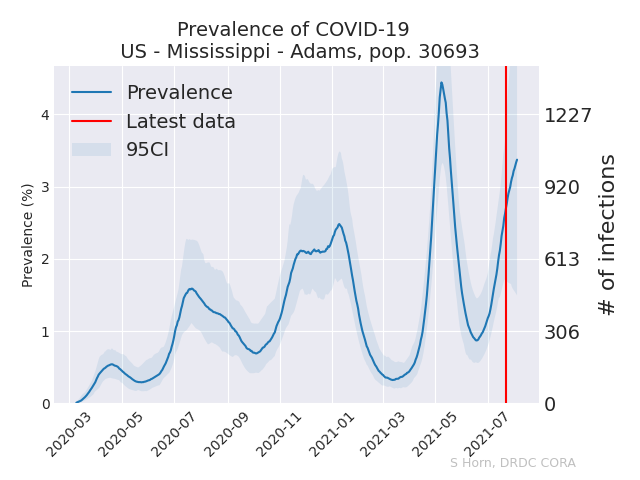 Prevalence of COVID-19
US - Mississippi - Adams, pop. 30693
Prevalence
Latest data
95CI
Prevalence (%)
4
3
2
1
0
1227
920
613
306
0
# of infections
2020-03
2020-05
2020-07
2020-09
2020-11
2021-01
2021-03
2021-05
2021-07
S Horn, DRDC CORA